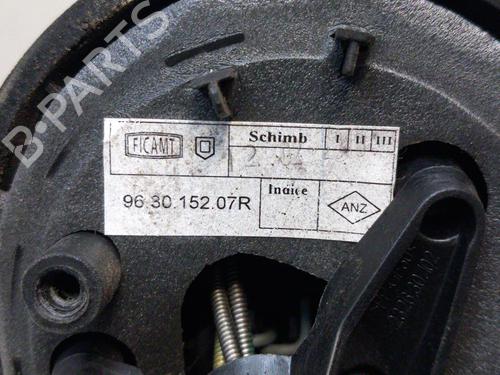 B-PARTS
FICAMT
Schimb I II III
96.30.152.07R
Indice
ANZ